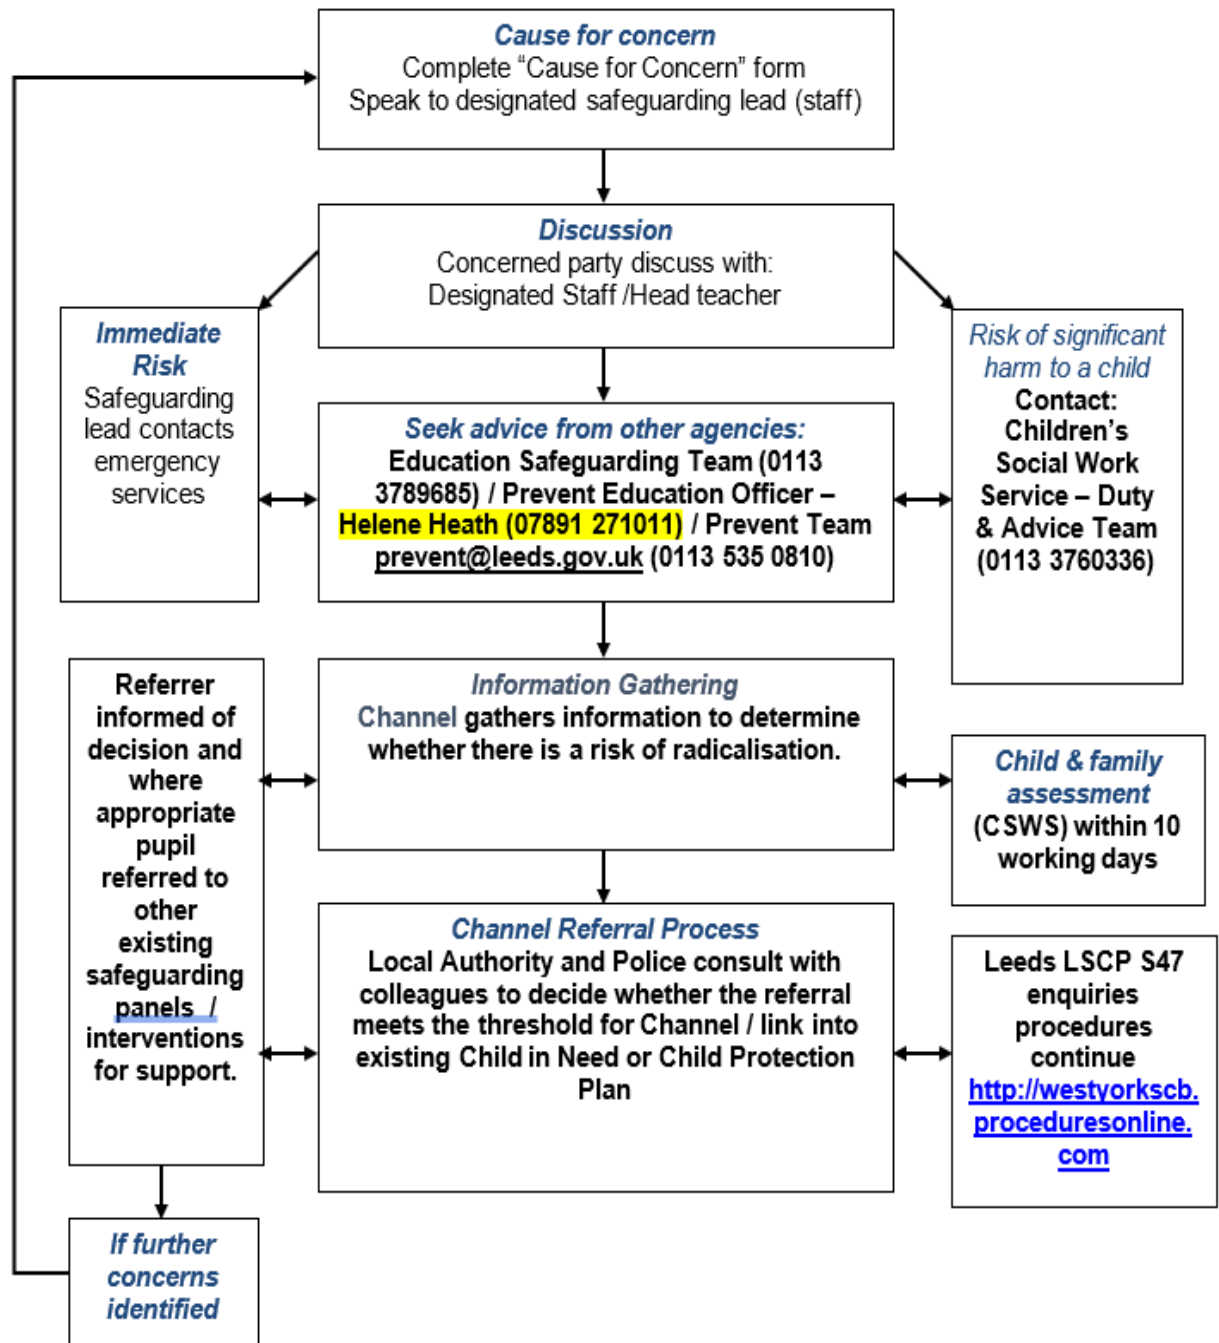 Cause for concern
Complete “Cause for Concern” form
Speak to designated safeguarding lead (staff)
Discussion
Concerned party discuss with:
Designated Staff /Head teacher
Immediate
Risk
Safeguarding
lead contacts
emergency
services
Seek advice from other agencies:
Education Safeguarding Team (0113
3789685) / Prevent Education Officer –
Helene Heath (07891 271011) / Prevent Team
prevent@leeds.gov.uk (0113 535 0810)
Risk of significant
harm to a child
Contact:
Children’s
Social Work
Service – Duty
& Advice Team
(0113 3760336)
Referrer
informed of
decision and
where
appropriate
pupil
referred to
other
existing
safeguarding
panels /
interventions
for support.
Information Gathering
Channel gathers information to determine
whether there is a risk of radicalisation.
Child & family
assessment
(CSWS) within 10
working days
Channel Referral Process
Local Authority and Police consult with
colleagues to decide whether the referral
meets the threshold for Channel / link into
existing Child in Need or Child Protection
Plan
Leeds LSCP S47
enquiries
procedures
continue
http://westyorkscb.
proceduresonline.
com
If further
concerns
identified